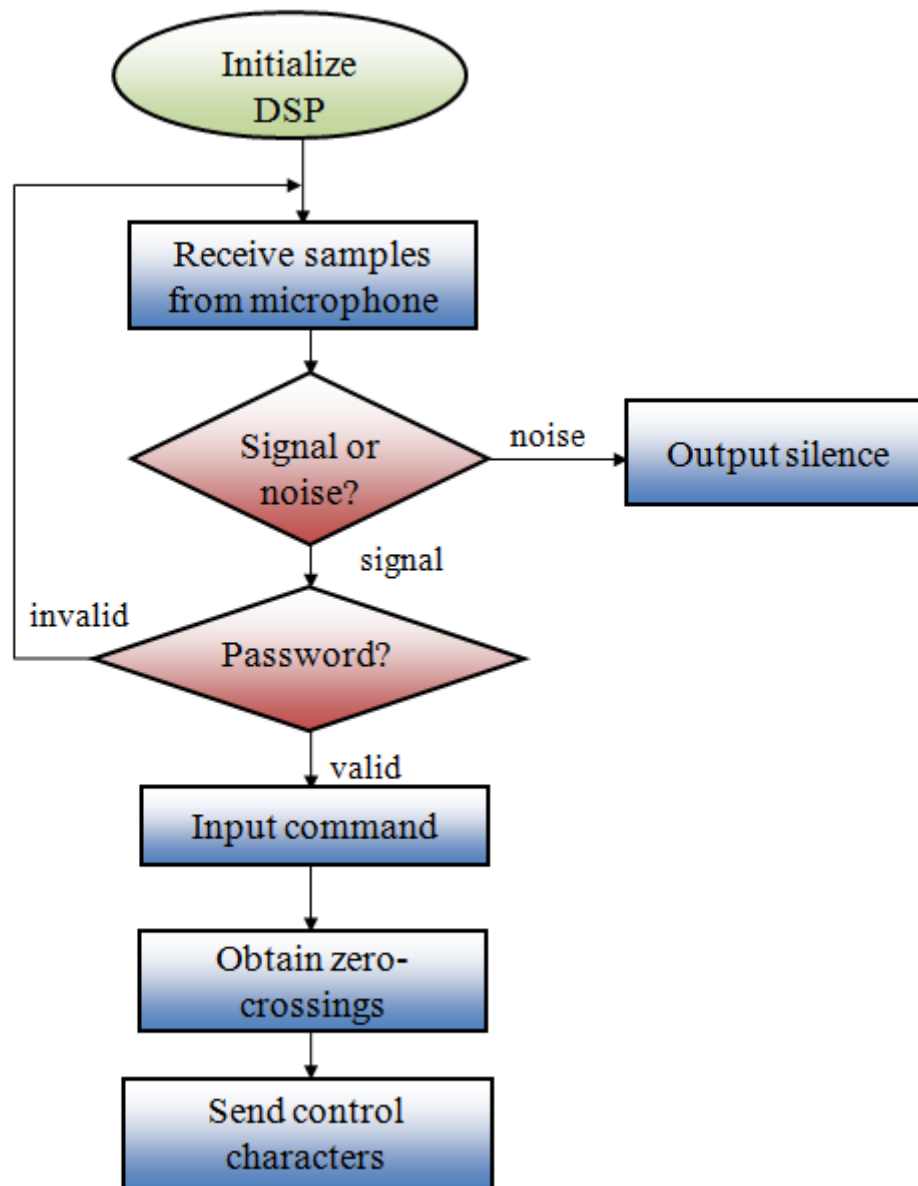 Initialize
DSP
Receive samples
from microphone
Signal or
noise?
noise
Output silence
signal
invalid
Password?
valid
Input command
Obtain zero-
crossings
Send control
characters